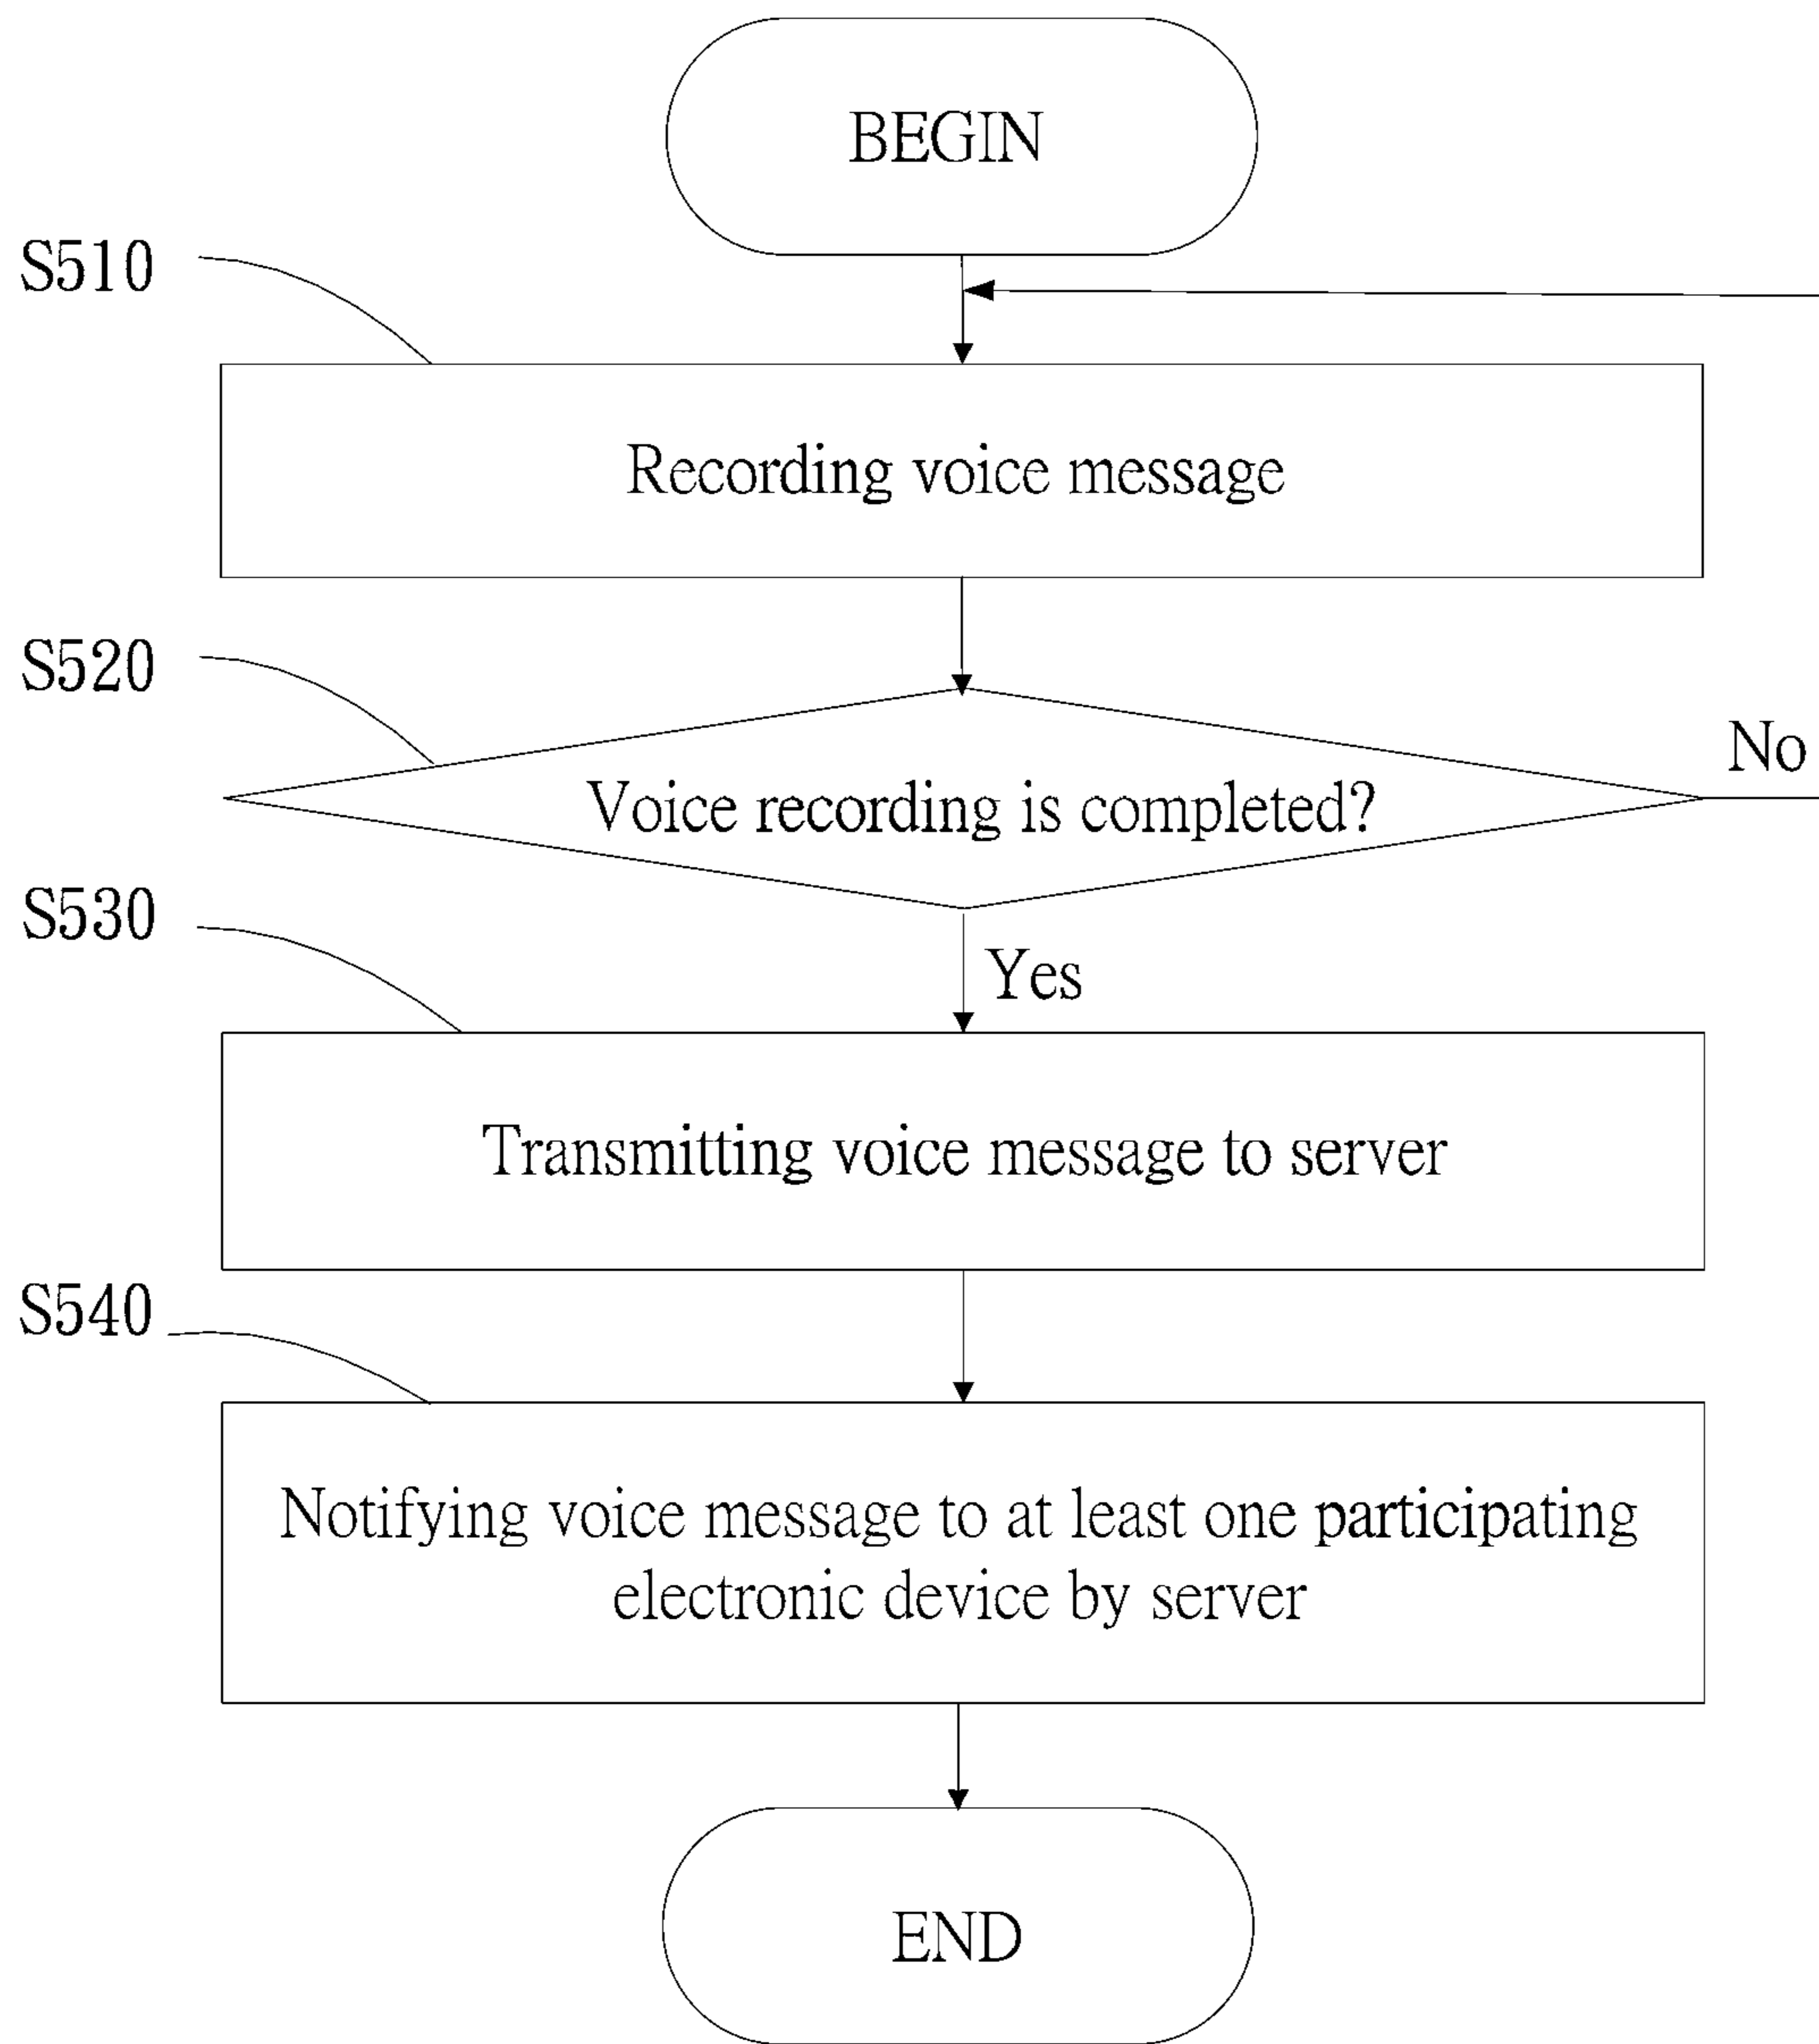 BEGIN
S510
Recording voice message
S520
No
Voice recording is completed?
S530
Yes
Transmitting voice message to server
S540
Notifying voice message to at least one participating
electronic device by server
END